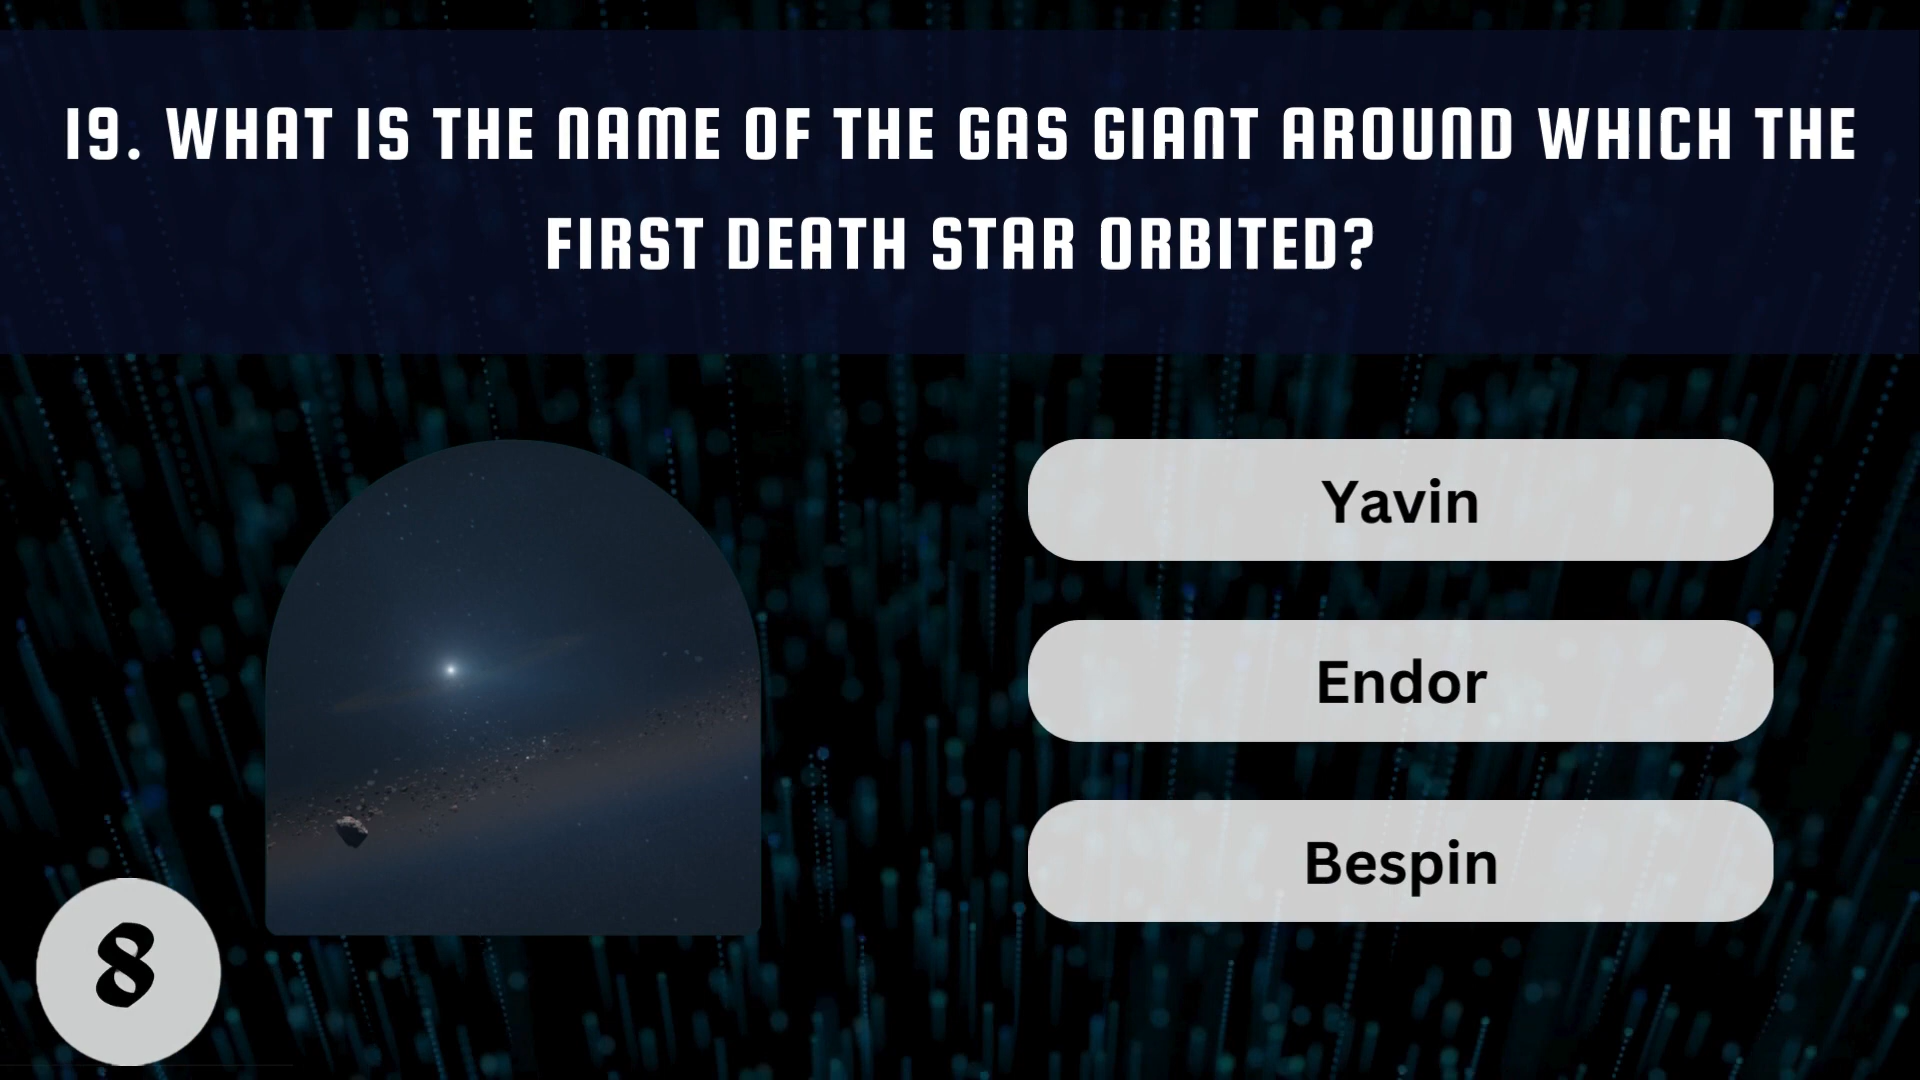 19. WHAT IS THE NAME OF THE GAS GIANT AROUND WHICH THE
FIRST DEATH STAR ORBITED?
Yavin
Endor
Bespin
8